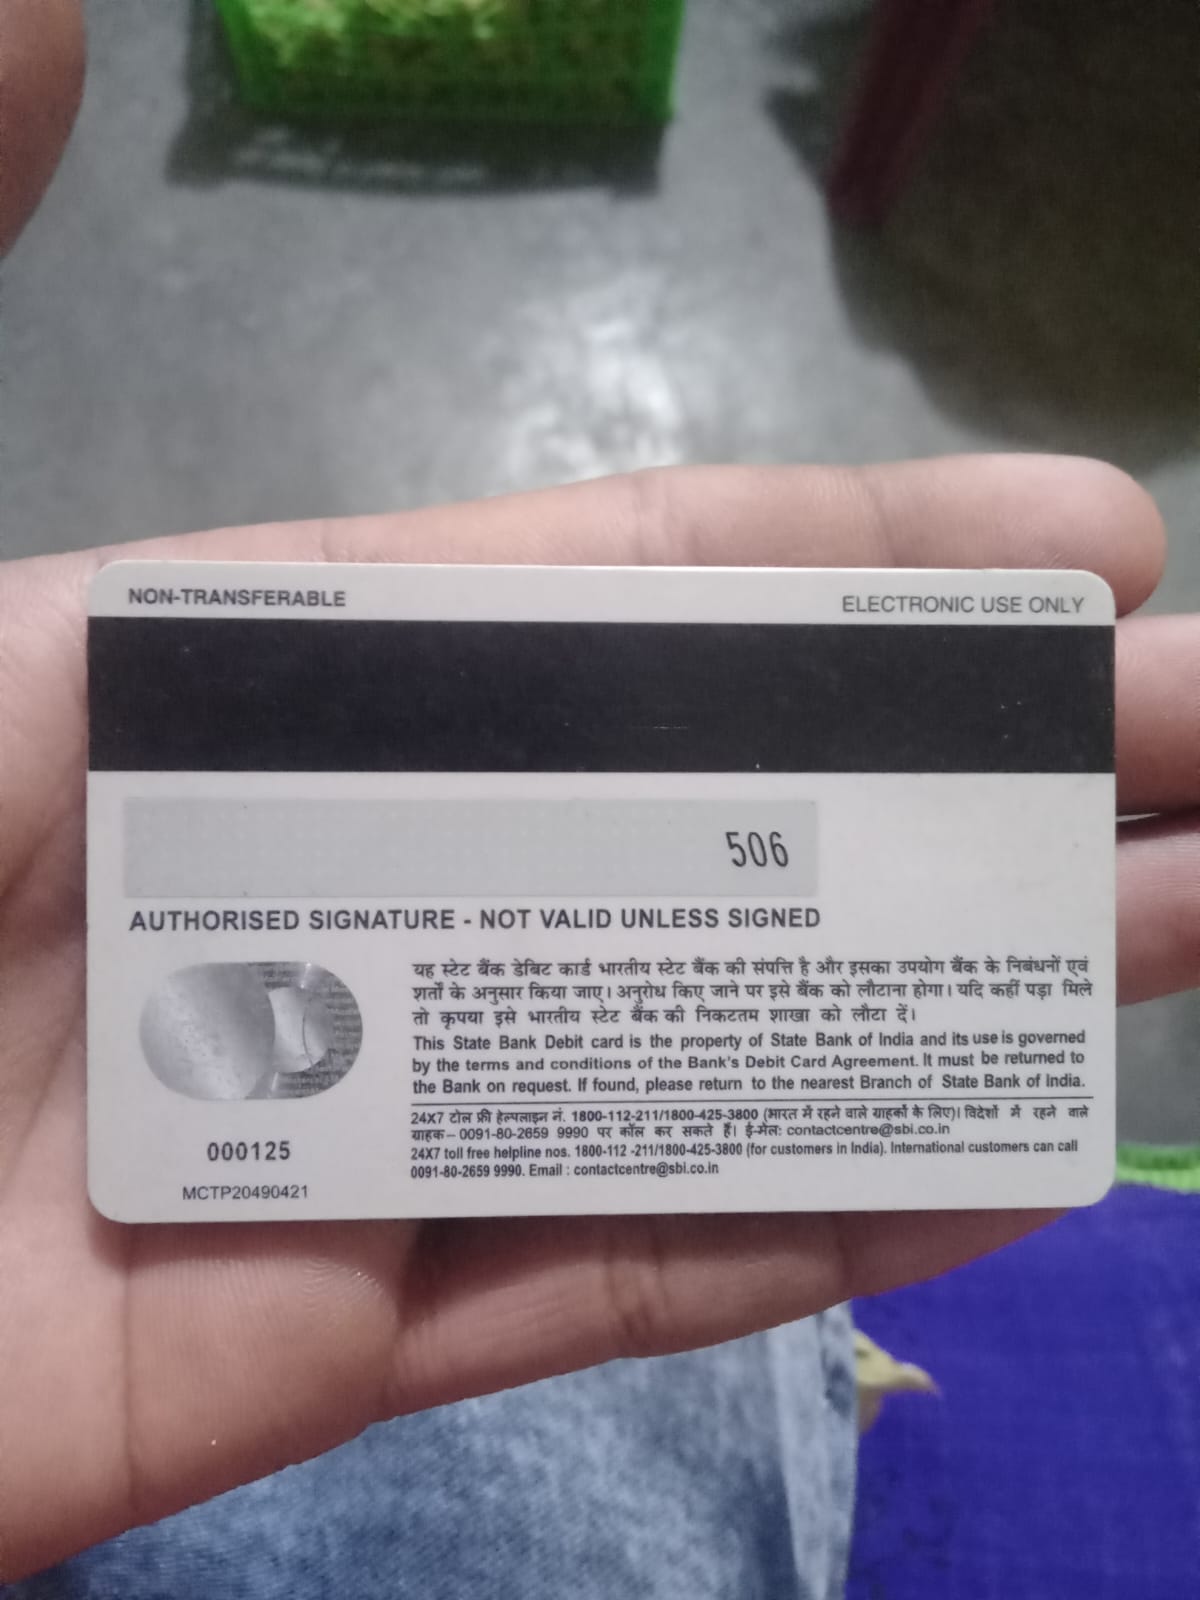 NON-TRANSFERABLE
ELECTRONIC USE ONLY
506
AUTHORISED SIGNATURE - NOT VALID UNLESS SIGNED
यह स्टेट बैंक डेबिट कार्ड भारतीय स्टेट बैंक की संपत्ति है और इसका उपयोग बैंक के निबंधनों एवं
शर्तों के अनुसार किया जाए। अनुरोध किए जाने पर इसे बैंक को लौटाना होगा। यदि कहीं पड़ा मिले
तो कृपया इसे भारतीय स्टेट बैंक की निकटतम शाखा को लौटा दें।
This State Bank Debit card is the property of State Bank of India and its use is governed
by the terms and conditions of the Bank's Debit Card Agreement. It must be returned to
the Bank on request. If found, please return to the nearest Branch of State Bank of India.
24X7 टोल फ्री हेल्पलाइन नं. 1800-112-211/1800-425-3800 (भारत में रहने वाले ग्राहकों के लिए)। विदेशों में रहने वाले
ग्राहक– 0091-80-2659 9990 पर कॉल कर सकते हैं। ई-मेल: contactcentre@sbi.co.in
24X7 toll free helpline nos. 1800-112 -211/1800-425-3800 (for customers in India). International customers can call
0091-80-2659 9990. Email : contactcentre@sbi.co.in
000125
MCTP20490421